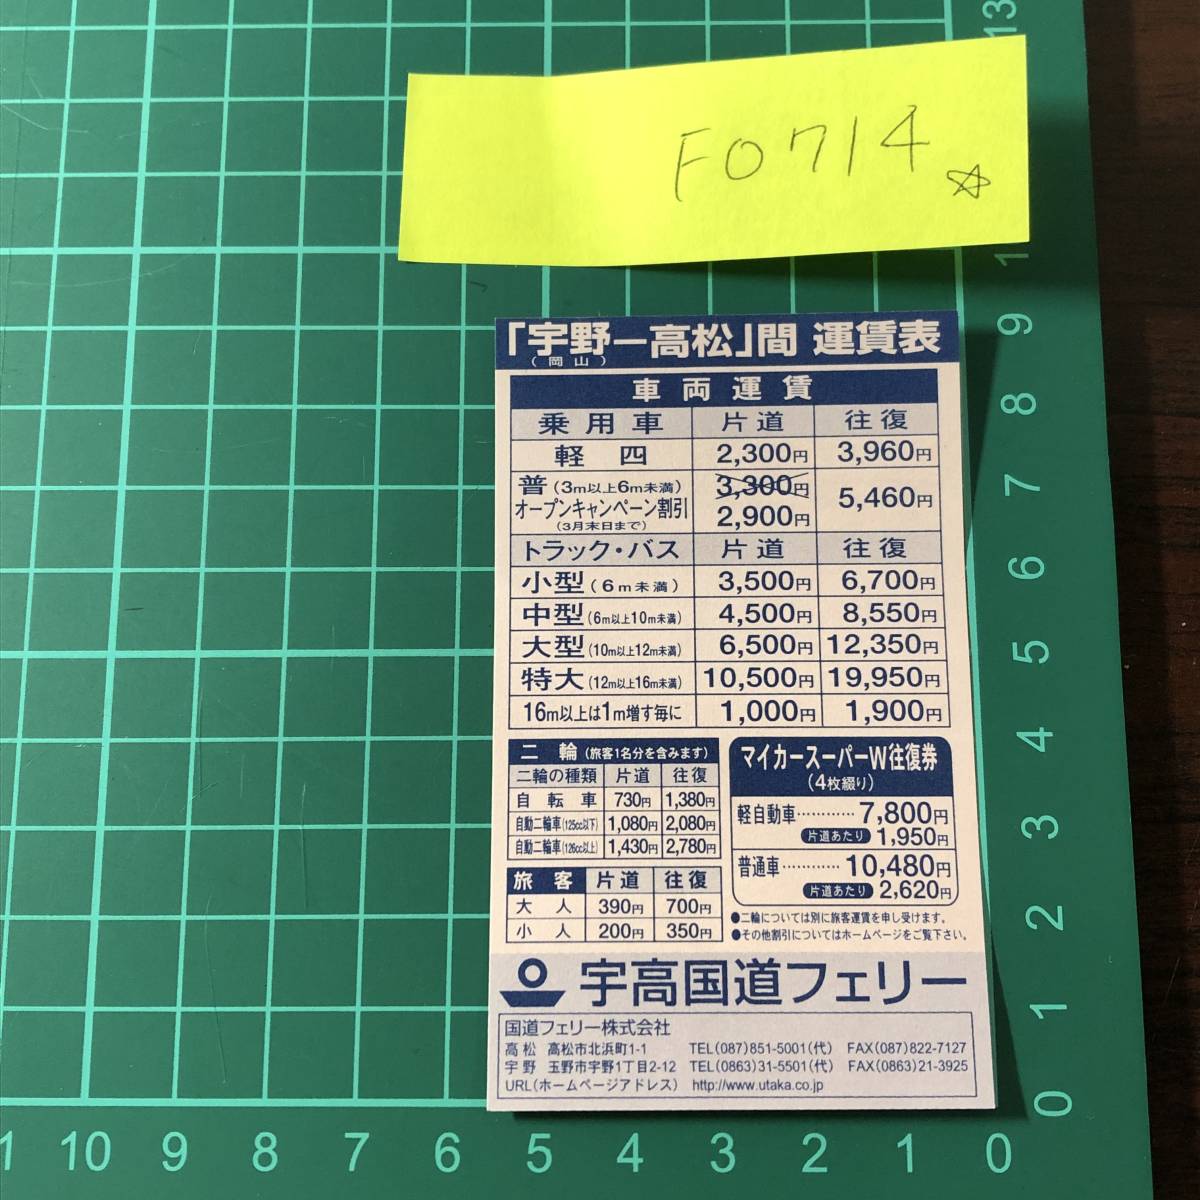 F0714☆
「宇野―高松」間 運賃表
(岡山)
車両運賃
乗用車 片道 往復
軽四 2,300円 3,960円
普(3m以上6m未満) 3,300円 5,460円
オープンキャンペーン割引
(3月末日まで) 2,900円
トラック・バス 片道 往復
小型(6m未満) 3,500円 6,700円
中型(6m以上10m未満) 4,500円 8,550円
大型(10m以上12m未満) 6,500円 12,350円
特大(12m以上16m未満) 10,500円 19,950円
16m以上は1m増す毎に 1,000円 1,900円
二輪(旅客1名分を含みます)
二輪の種類 片道 往復
自転車 730円 1,380円
自動二輪車(125cc以下) 1,080円 2,080円
自動二輪車(126cc以上) 1,430円 2,780円
旅客 片道 往復
大人 390円 700円
小人 200円 350円
マイカースーパーW往復券
(4枚綴り)
軽自動車…………7,800円
片道あたり 1,950円
普通車…………10,480円
片道あたり 2,620円
●二輪については別に旅客運賃を申し受けます。
●その他割引についてはホームページをご覧下さい。
宇高国道フェリー
国道フェリー株式会社
高松 高松市北浜町1-1 TEL(087)851-5001(代) FAX(087)822-7127
宇野 玉野市宇野1丁目2-12 TEL(0863)31-5501(代) FAX(0863)21-3925
URL(ホームページアドレス) http://www.utaka.co.jp
13
1
9
8
7
6
5
4
3
2
1
0
1 10 9 8 7 6 5 4 3 2 1 0